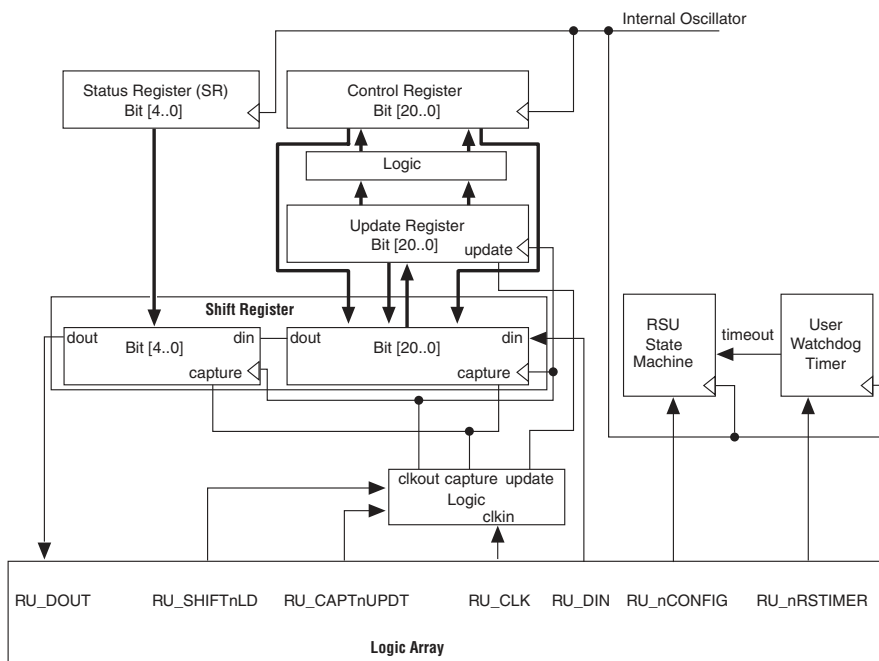 Internal Oscillator
Status Register (SR)
Bit [4..0]
Control Register
Bit [20..0]
Logic
Update Register
Bit [20..0]
update
Shift Register
dout
din
Bit [4..0]
capture
dout
din
Bit [20..0]
capture
RSU
State
Machine
timeout
User
Watchdog
Timer
clkout capture update
Logic
clkin
RU_DOUT
RU_SHIFTnLD
RU_CAPTnUPDT
RU_CLK
RU_DIN
RU_nCONFIG
RU_nRSTIMER
Logic Array